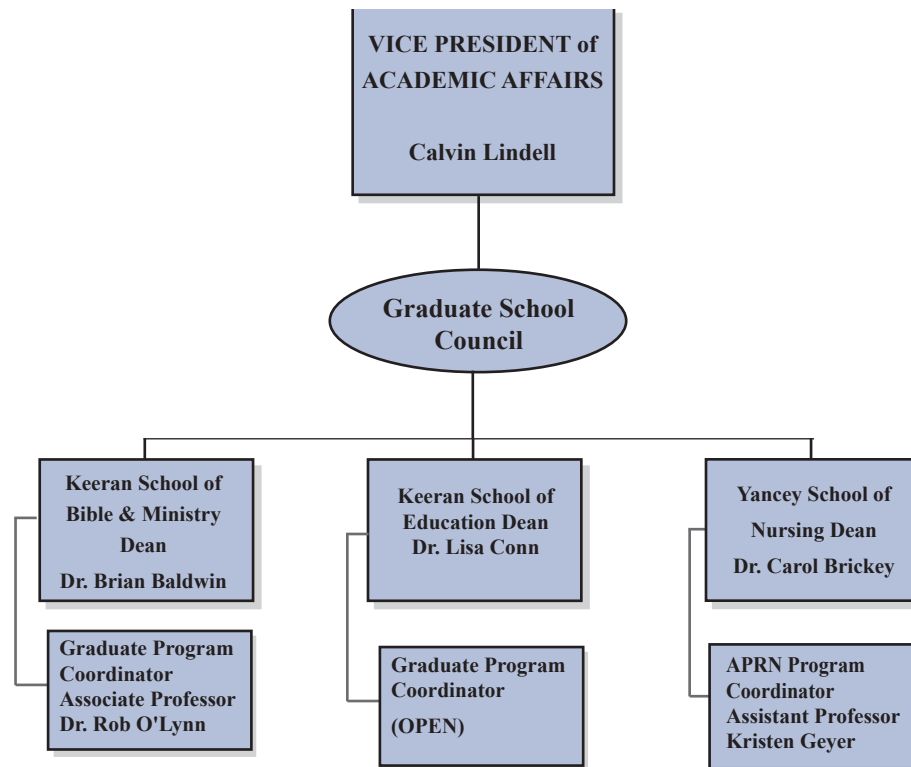 VICE PRESIDENT of
ACADEMIC AFFAIRS
Calvin Lindell
Graduate School
Council
Keeran School of
Bible & Ministry
Dean
Dr. Brian Baldwin
Keeran School of
Education Dean
Dr. Lisa Conn
Yancey School of
Nursing Dean
Dr. Carol Brickey
Graduate Program
Coordinator
Associate Professor
Dr. Rob O'Lynn
Graduate Program
Coordinator
(OPEN)
APRN Program
Coordinator
Assistant Professor
Kristen Geyer